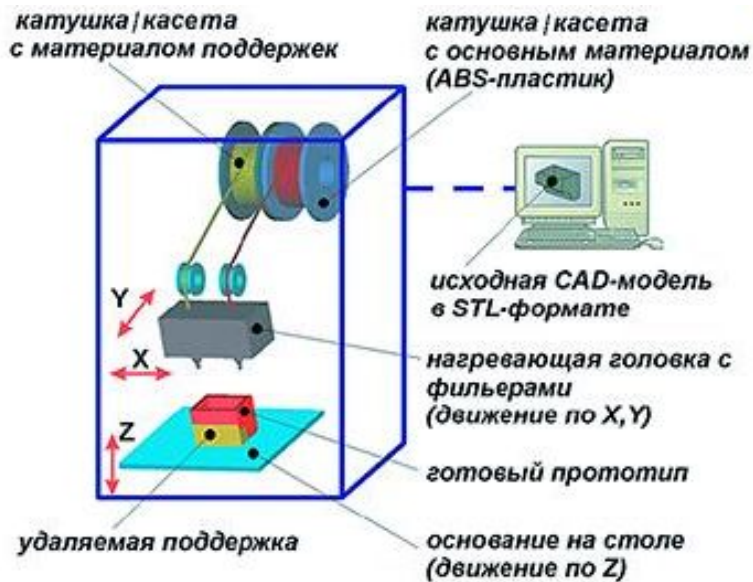 катушка/касета
с материалом поддержек
катушка/касета
с основным материалом
(ABS-пластик)
исходная CAD-модель
в STL-формате
Y
X
Z
нагревающая головка с
фильерами
(движение по X,Y)
готовый прототип
удаляемая поддержка
основание на столе
(движение по Z)